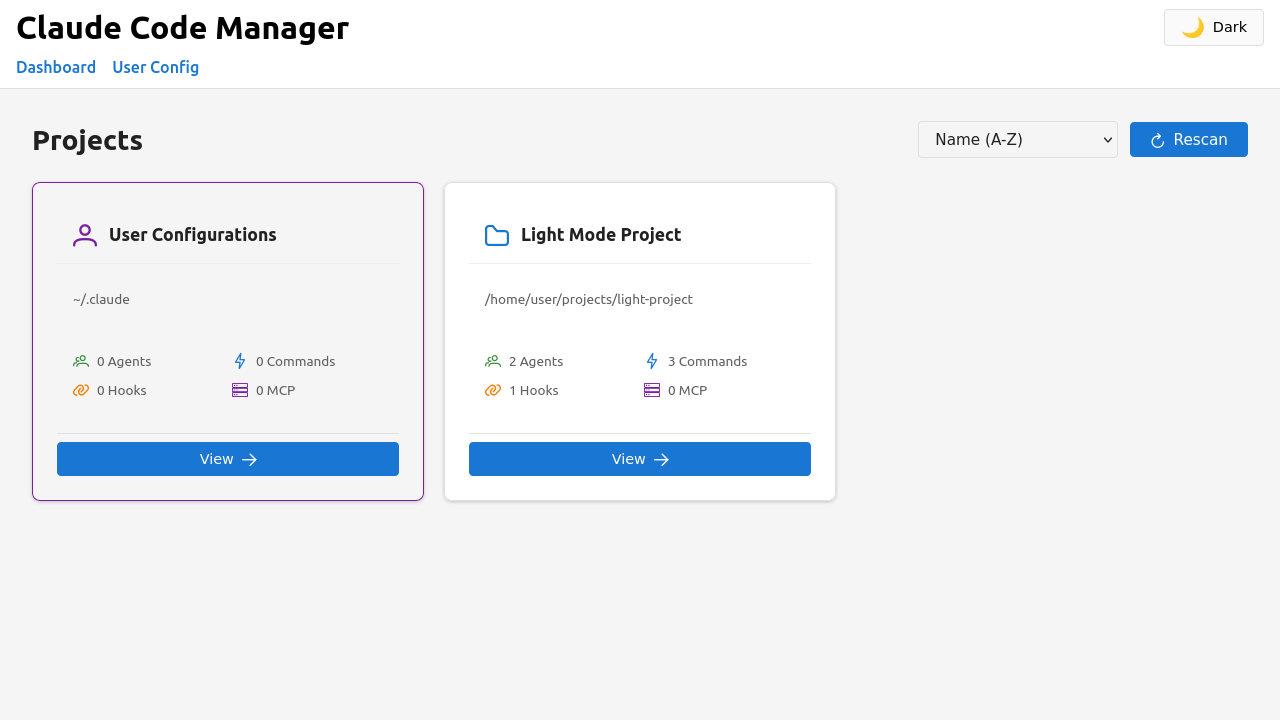 Claude Code Manager
🌙 Dark
Dashboard User Config
Projects
Name (A-Z)
Rescan
User Configurations
~/.claude
0 Agents
0 Commands
0 Hooks
0 MCP
View
Light Mode Project
/home/user/projects/light-project
2 Agents
3 Commands
1 Hooks
0 MCP
View